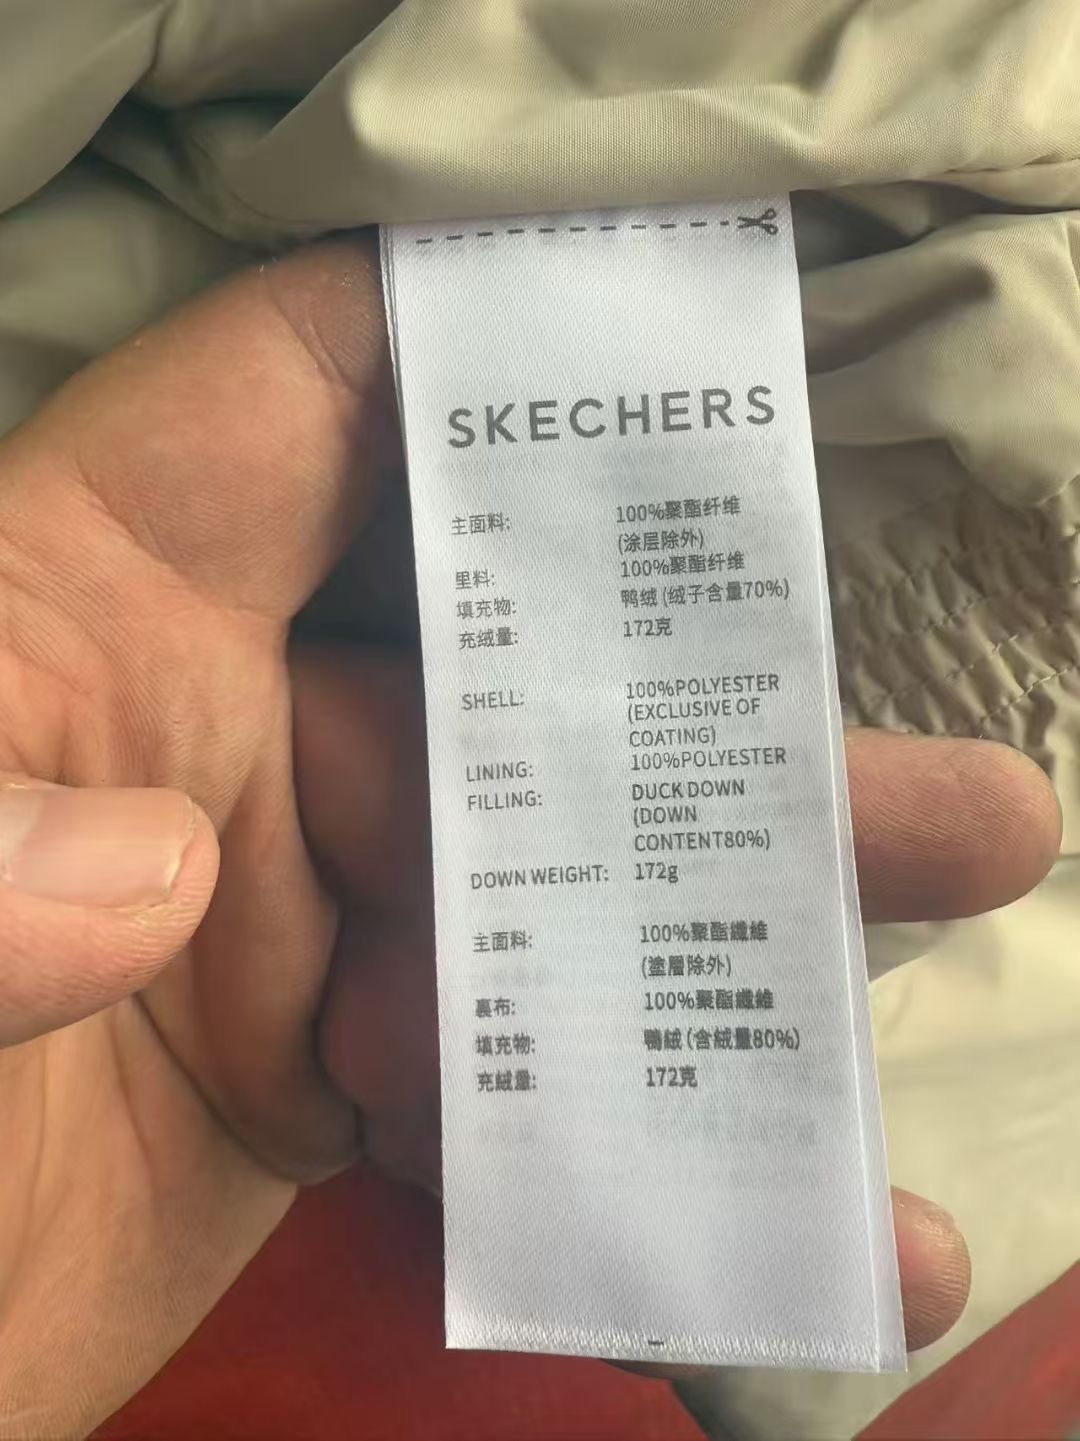 SKECHERS
主面料: 100%聚酯纤维
(涂层除外)
里料: 100%聚酯纤维
填充物: 鸭绒(绒子含量70%)
充绒量: 172克
SHELL: 100%POLYESTER
(EXCLUSIVE OF
COATING)
LINING: 100%POLYESTER
FILLING: DUCK DOWN
(DOWN
CONTENT80%)
DOWN WEIGHT: 172g
主面料: 100%聚酯纖維
(塗層除外)
裏布: 100%聚酯纖維
填充物: 鴨絨(含絨量80%)
充絨量: 172克